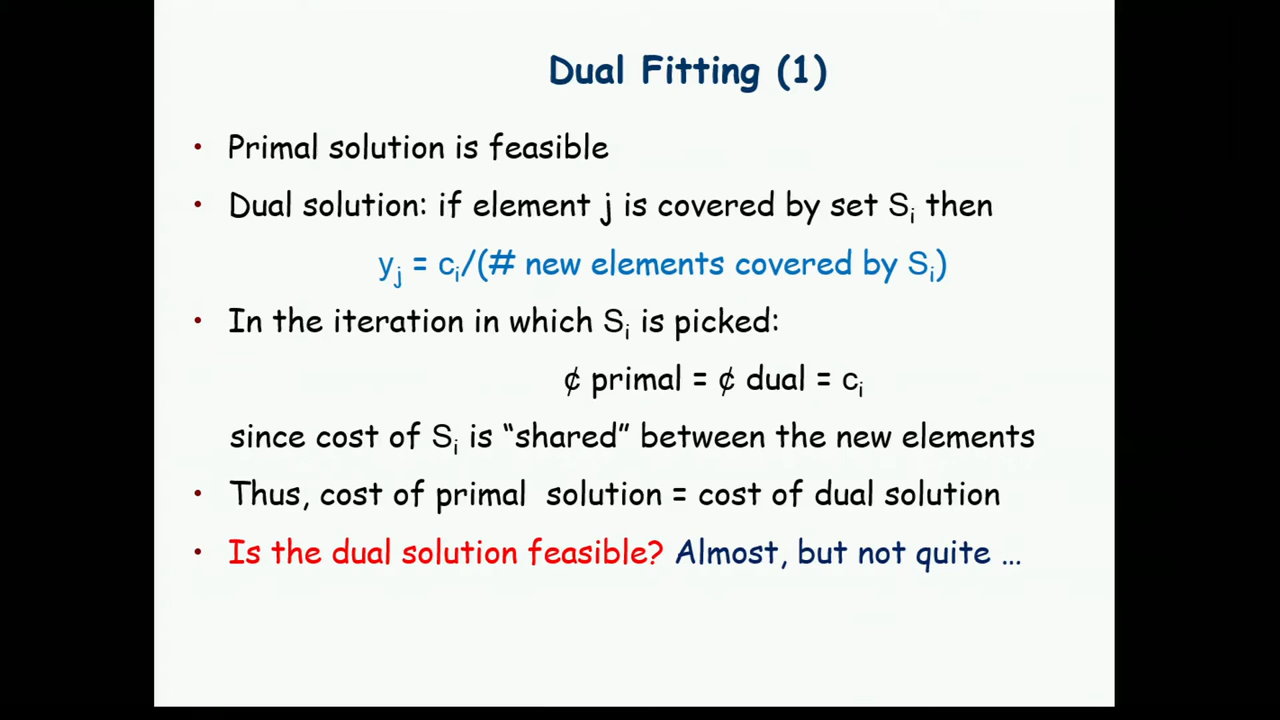 Dual Fitting (1)
• Primal solution is feasible
• Dual solution: if element j is covered by set Sᵢ then
yⱼ = cᵢ/(# new elements covered by Sᵢ)
• In the iteration in which Sᵢ is picked:
¢ primal = ¢ dual = cᵢ
since cost of Sᵢ is “shared” between the new elements
• Thus, cost of primal solution = cost of dual solution
• Is the dual solution feasible? Almost, but not quite …